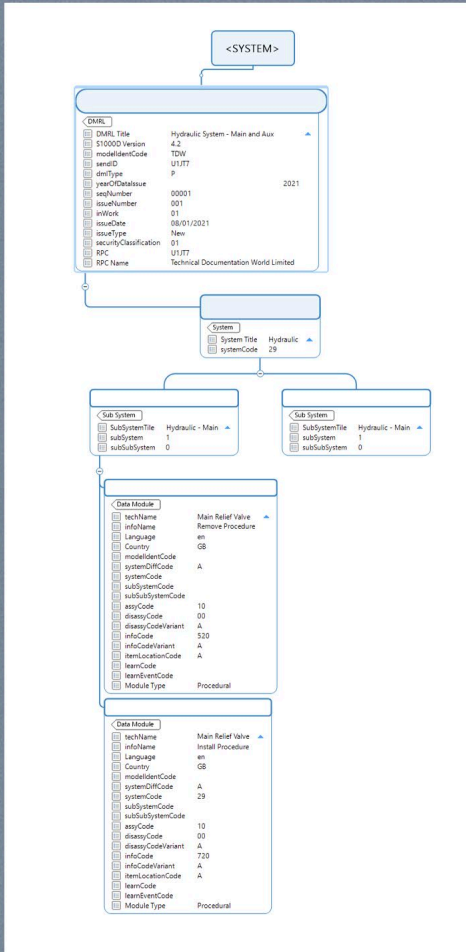 <SYSTEM>
DMRL
DMRL Title Hydraulic System - Main and Aux
S1000D Version 4.2
modelIdentCode TDW
sendID U1JT7
dmlType P
yearOfDataIssue 2021
seqNumber 00001
issueNumber 001
inWork 01
issueDate 08/01/2021
issueType New
securityClassification 01
RPC U1JT7
RPC Name Technical Documentation World Limited
System
System Title Hydraulic
systemCode 29
Sub System
SubSystemTile Hydraulic - Main
subSystem 1
subSubSystem 0
Sub System
SubSystemTile Hydraulic - Main
subSystem 1
subSubSystem 0
Data Module
techName Main Relief Valve
infoName Remove Procedure
Language en
Country GB
modelIdentCode
systemDiffCode A
systemCode
subSystemCode
subSubSystemCode
assyCode 10
disassyCode 00
disassyCodeVariant A
infoCode 520
infoCodeVariant A
itemLocationCode A
learnCode
learnEventCode
Module Type Procedural
Data Module
techName Main Relief Valve
infoName Install Procedure
Language en
Country GB
modelIdentCode
systemDiffCode A
systemCode 29
subSystemCode
subSubSystemCode
assyCode 10
disassyCode 00
disassyCodeVariant A
infoCode 720
infoCodeVariant A
itemLocationCode A
learnCode
learnEventCode
Module Type Procedural